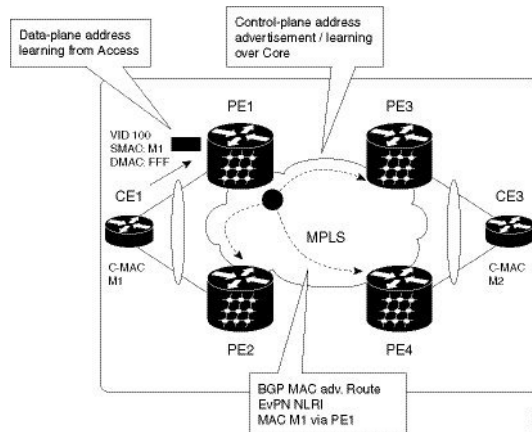 Data-plane address
learning from Access
Control-plane address
advertisement / learning
over Core
PE1
PE3
VID 100
SMAC: M1
DMAC: FFF
CE1
CE3
MPLS
C-MAC
M1
C-MAC
M2
PE2
PE4
BGP MAC adv. Route
EvPN NLRI
MAC M1 via PE1